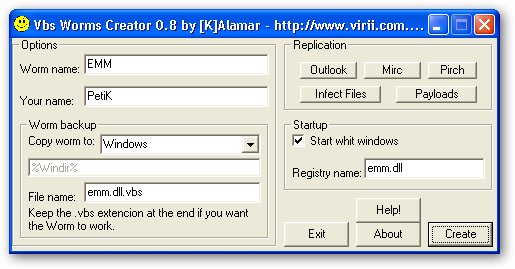 Vbs Worms Creator 0.8 by [K]Alamar - http://www.virii.com....
Options
Worm name:
EMM
Your name:
PetiK
Worm backup
Copy worm to:
Windows
%Windir%
File name:
emm.dll.vbs
Keep the .vbs extencion at the end if you want
the Worm to work.
Replication
Outlook
Mirc
Pirch
Infect Files
Payloads
Startup
Start whit windows
Registry name:
emm.dll
Help!
Exit
About
Create